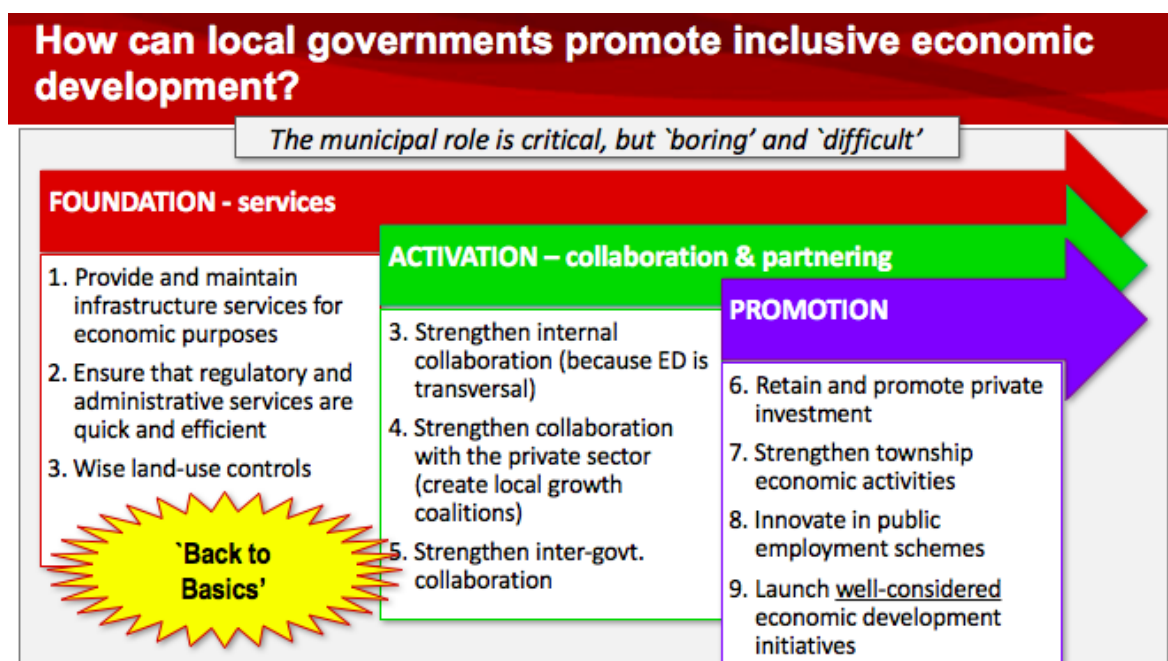 How can local governments promote inclusive economic
development?
The municipal role is critical, but `boring’ and `difficult’
FOUNDATION - services
1. Provide and maintain
infrastructure services for
economic purposes
2. Ensure that regulatory and
administrative services are
quick and efficient
3. Wise land-use controls
`Back to
Basics’
ACTIVATION – collaboration & partnering
3. Strengthen internal
collaboration (because ED is
transversal)
4. Strengthen collaboration
with the private sector
(create local growth
coalitions)
5. Strengthen inter-govt.
collaboration
PROMOTION
6. Retain and promote private
investment
7. Strengthen township
economic activities
8. Innovate in public
employment schemes
9. Launch well-considered
economic development
initiatives